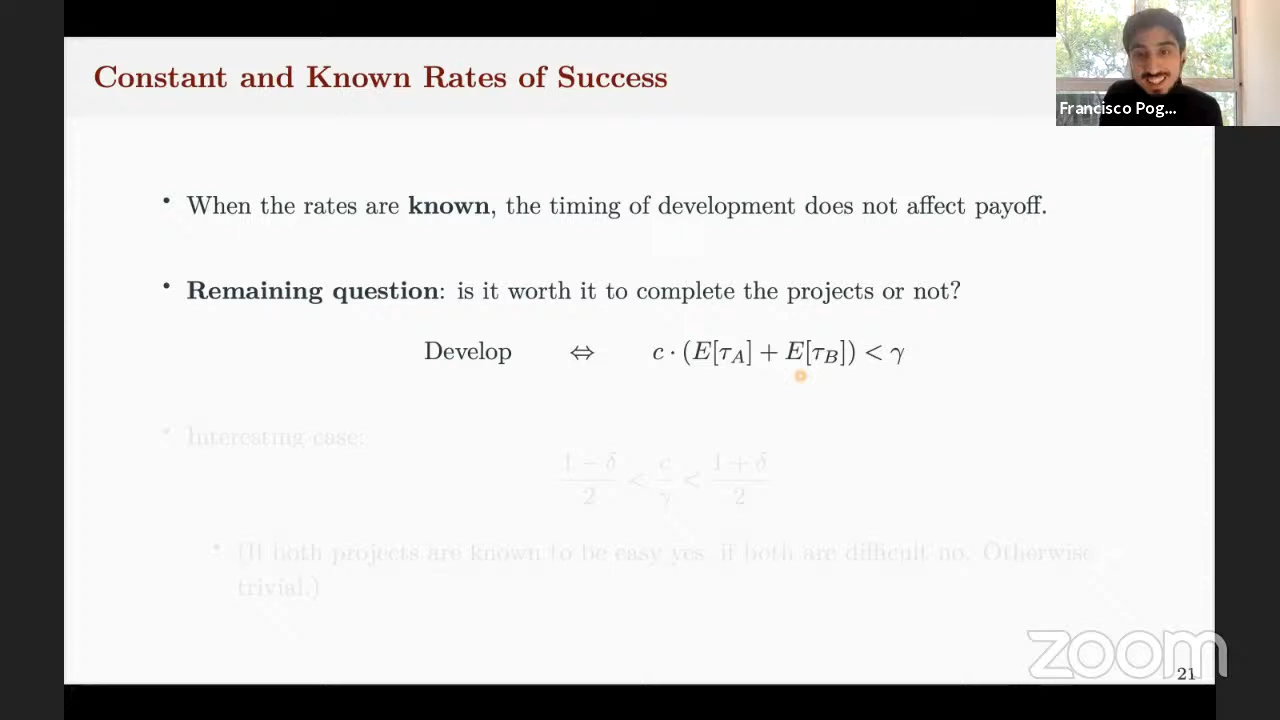 Constant and Known Rates of Success
Francisco Pog...
• When the rates are known, the timing of development does not affect payoff.
• Remaining question: is it worth it to complete the projects or not?
Develop ⇔ c · (E[τ_A] + E[τ_B]) < γ
• Interesting case:
(1 − δ)/2 < c/γ < (1 + δ)/2
• (If both projects are known to be easy yes, if both are difficult no. Otherwise
trivial.)
zoom
21